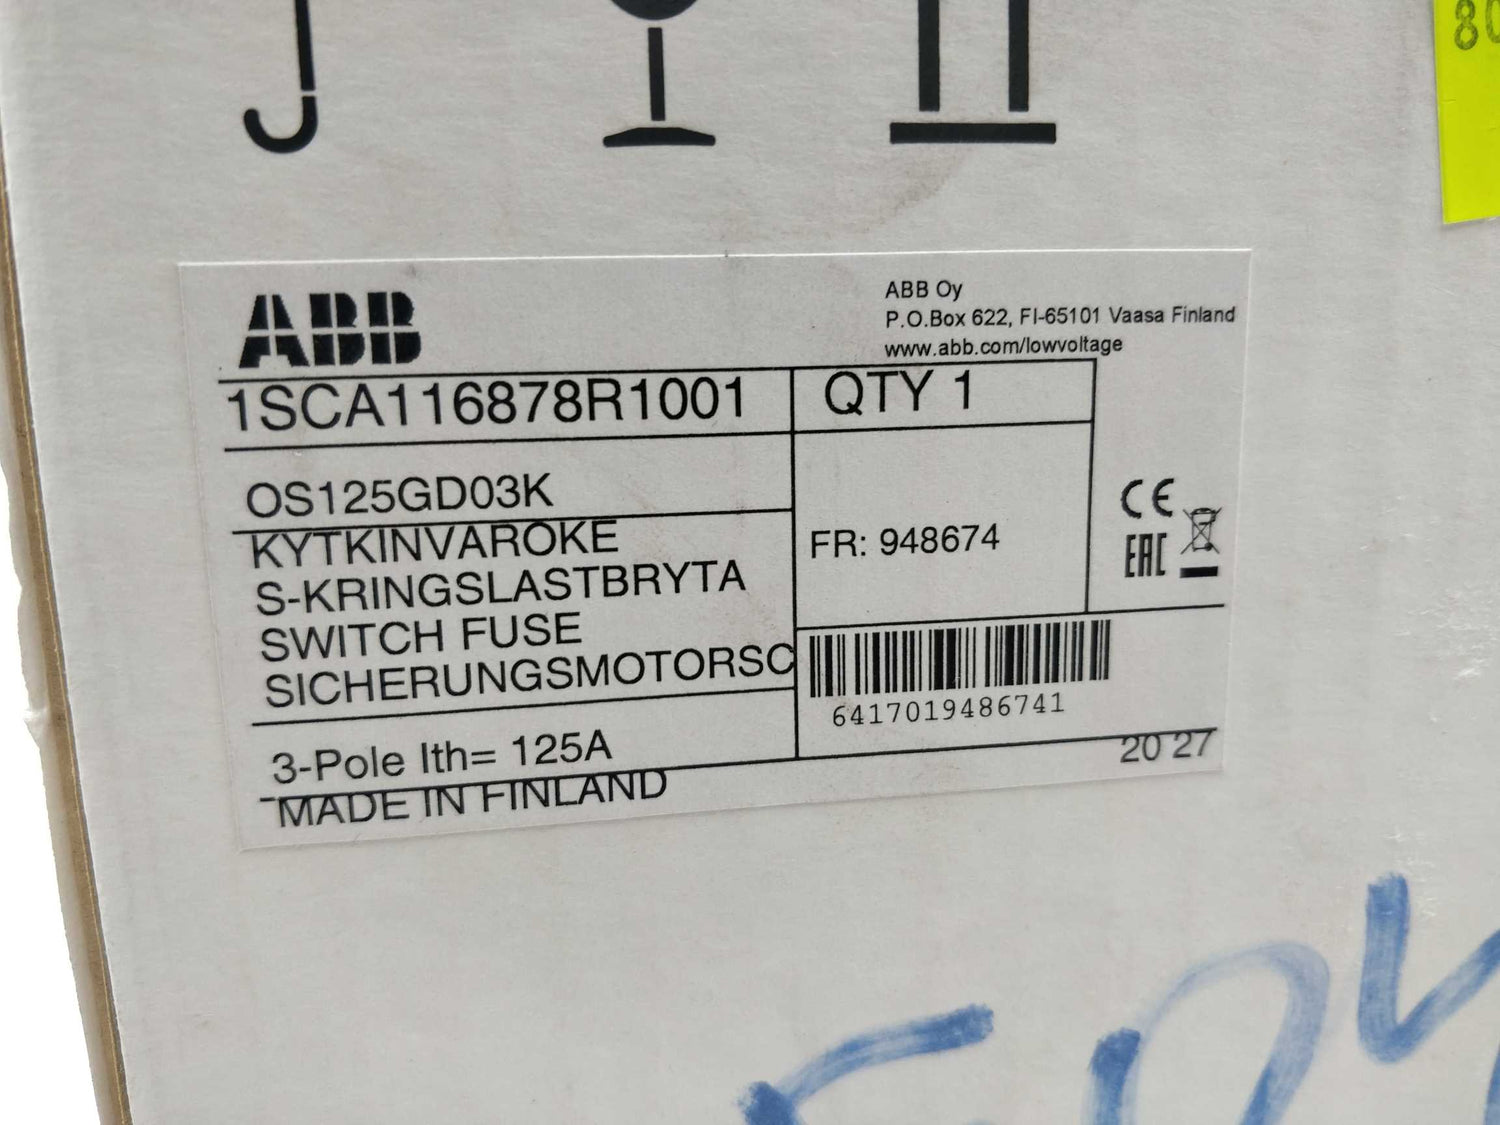 80
ABB
ABB Oy
P.O.Box 622, FI-65101 Vaasa Finland
www.abb.com/lowvoltage
1SCA116878R1001
QTY 1
OS125GD03K
KYTKINVAROKE
S-KRINGSLASTBRYTA
SWITCH FUSE
SICHERUNGSMOTORSC
FR: 948674
CE
EAC
6417019486741
3-Pole Ith= 125A
20 27
MADE IN FINLAND